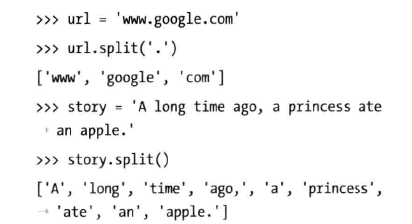 >>> url = 'www.google.com'
>>> url.split('.')
['www', 'google', 'com']
>>> story = 'A long time ago, a princess ate
→ an apple.'
>>> story.split()
['A', 'long', 'time', 'ago,', 'a', 'princess',
→ 'ate', 'an', 'apple.']